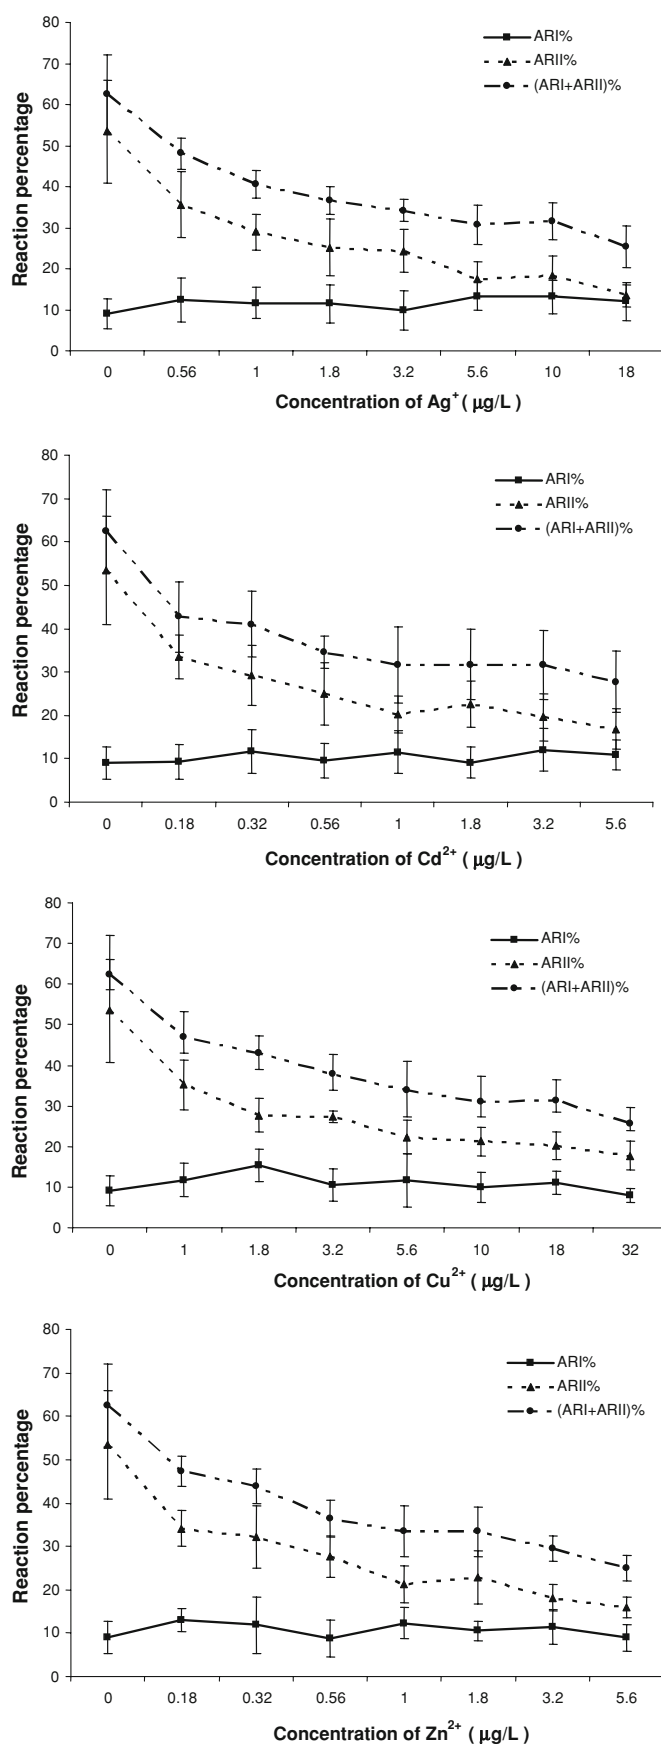 80
70
60
50
40
30
20
10
0
Reaction percentage
ARI%
ARII%
(ARI+ARII)%
0 0.56 1 1.8 3.2 5.6 10 18
Concentration of Ag⁺ ( µg/L )
80
70
60
50
40
30
20
10
0
Reaction percentage
ARI%
ARII%
(ARI+ARII)%
0 0.18 0.32 0.56 1 1.8 3.2 5.6
Concentration of Cd²⁺ ( µg/L )
80
70
60
50
40
30
20
10
0
Reaction percentage
ARI%
ARII%
(ARI+ARII)%
0 1 1.8 3.2 5.6 10 18 32
Concentration of Cu²⁺ ( µg/L )
80
70
60
50
40
30
20
10
0
Reaction percentage
ARI%
ARII%
(ARI+ARII)%
0 0.18 0.32 0.56 1 1.8 3.2 5.6
Concentration of Zn²⁺ ( µg/L )